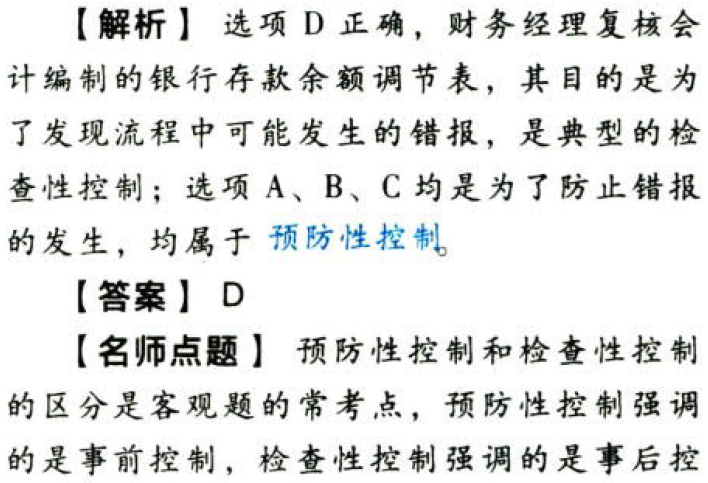 【解析】 选项 D 正确，财务经理复核会
计编制的银行存款余额调节表，其目的是为
了发现流程中可能发生的错报，是典型的检
查性控制；选项 A、B、C 均是为了防止错报
的发生，均属于 预防性控制。
【答案】 D
【名师点题】 预防性控制和检查性控制
的区分是客观题的常考点，预防性控制强调
的是事前控制，检查性控制强调的是事后控